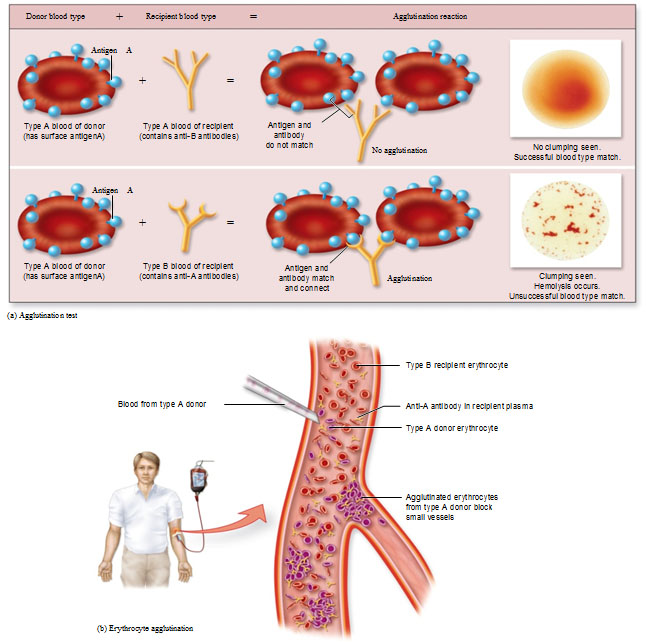 Donor blood type + Recipient blood type = Agglutination reaction
Antigen A
+ =
Type A blood of donor
(has surface antigenA)
Type A blood of recipient
(contains anti-B antibodies)
Antigen and
antibody
do not match
No agglutination
No clumping seen.
Successful blood type match.
Antigen A
+ =
Type A blood of donor
(has surface antigenA)
Type B blood of recipient
(contains anti-A antibodies)
Antigen and
antibody match
and connect
Agglutination
Clumping seen.
Hemolysis occurs.
Unsuccessful blood type match.
(a) Agglutination test
Type B recipient erythrocyte
Blood from type A donor
Anti-A antibody in recipient plasma
Type A donor erythrocyte
Agglutinated erythrocytes
from type A donor block
small vessels
(b) Erythrocyte agglutination